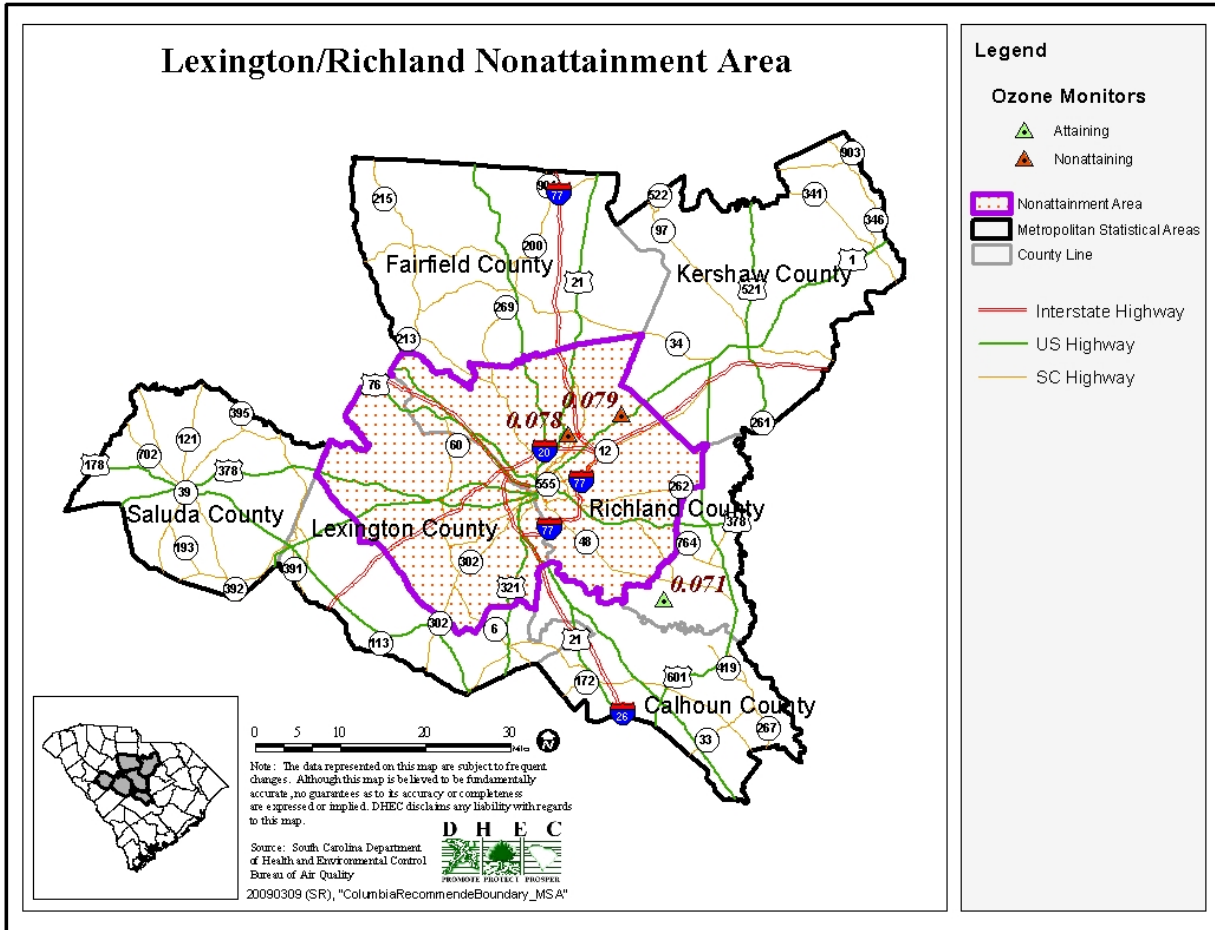 Lexington/Richland Nonattainment Area
Legend
Ozone Monitors
Attaining
Nonattaining
Nonattainment Area
Metropolitan Statistical Areas
County Line
Interstate Highway
US Highway
SC Highway
903
215
901
77
522
341
346
97
200
Fairfield County
Kershaw County
1
21
521
269
213
34
76
0.079
0.078
395
261
121
60
20
12
702
178
378
39
555
77
262
Saluda County
Lexington County
Richland County
378
77
193
48
764
302
391
392
321
0.071
302
6
113
21
419
172
601
Calhoun County
26
33
267
0 5 10 20 30
Miles
N
Note: The data represented on this map are subject to frequent
changes. Although this map is believed to be fundamentally
accurate, no guarantees as to its accuracy or completeness
are expressed or implied. DHEC disclaims any liability with regards
to this map.
D H E C
Source: South Carolina Department
of Health and Environmental Control
Bureau of Air Quality
PROMOTE PROTECT PROSPER
20090309 (SR), "ColumbiaRecommendeBoundary_MSA"